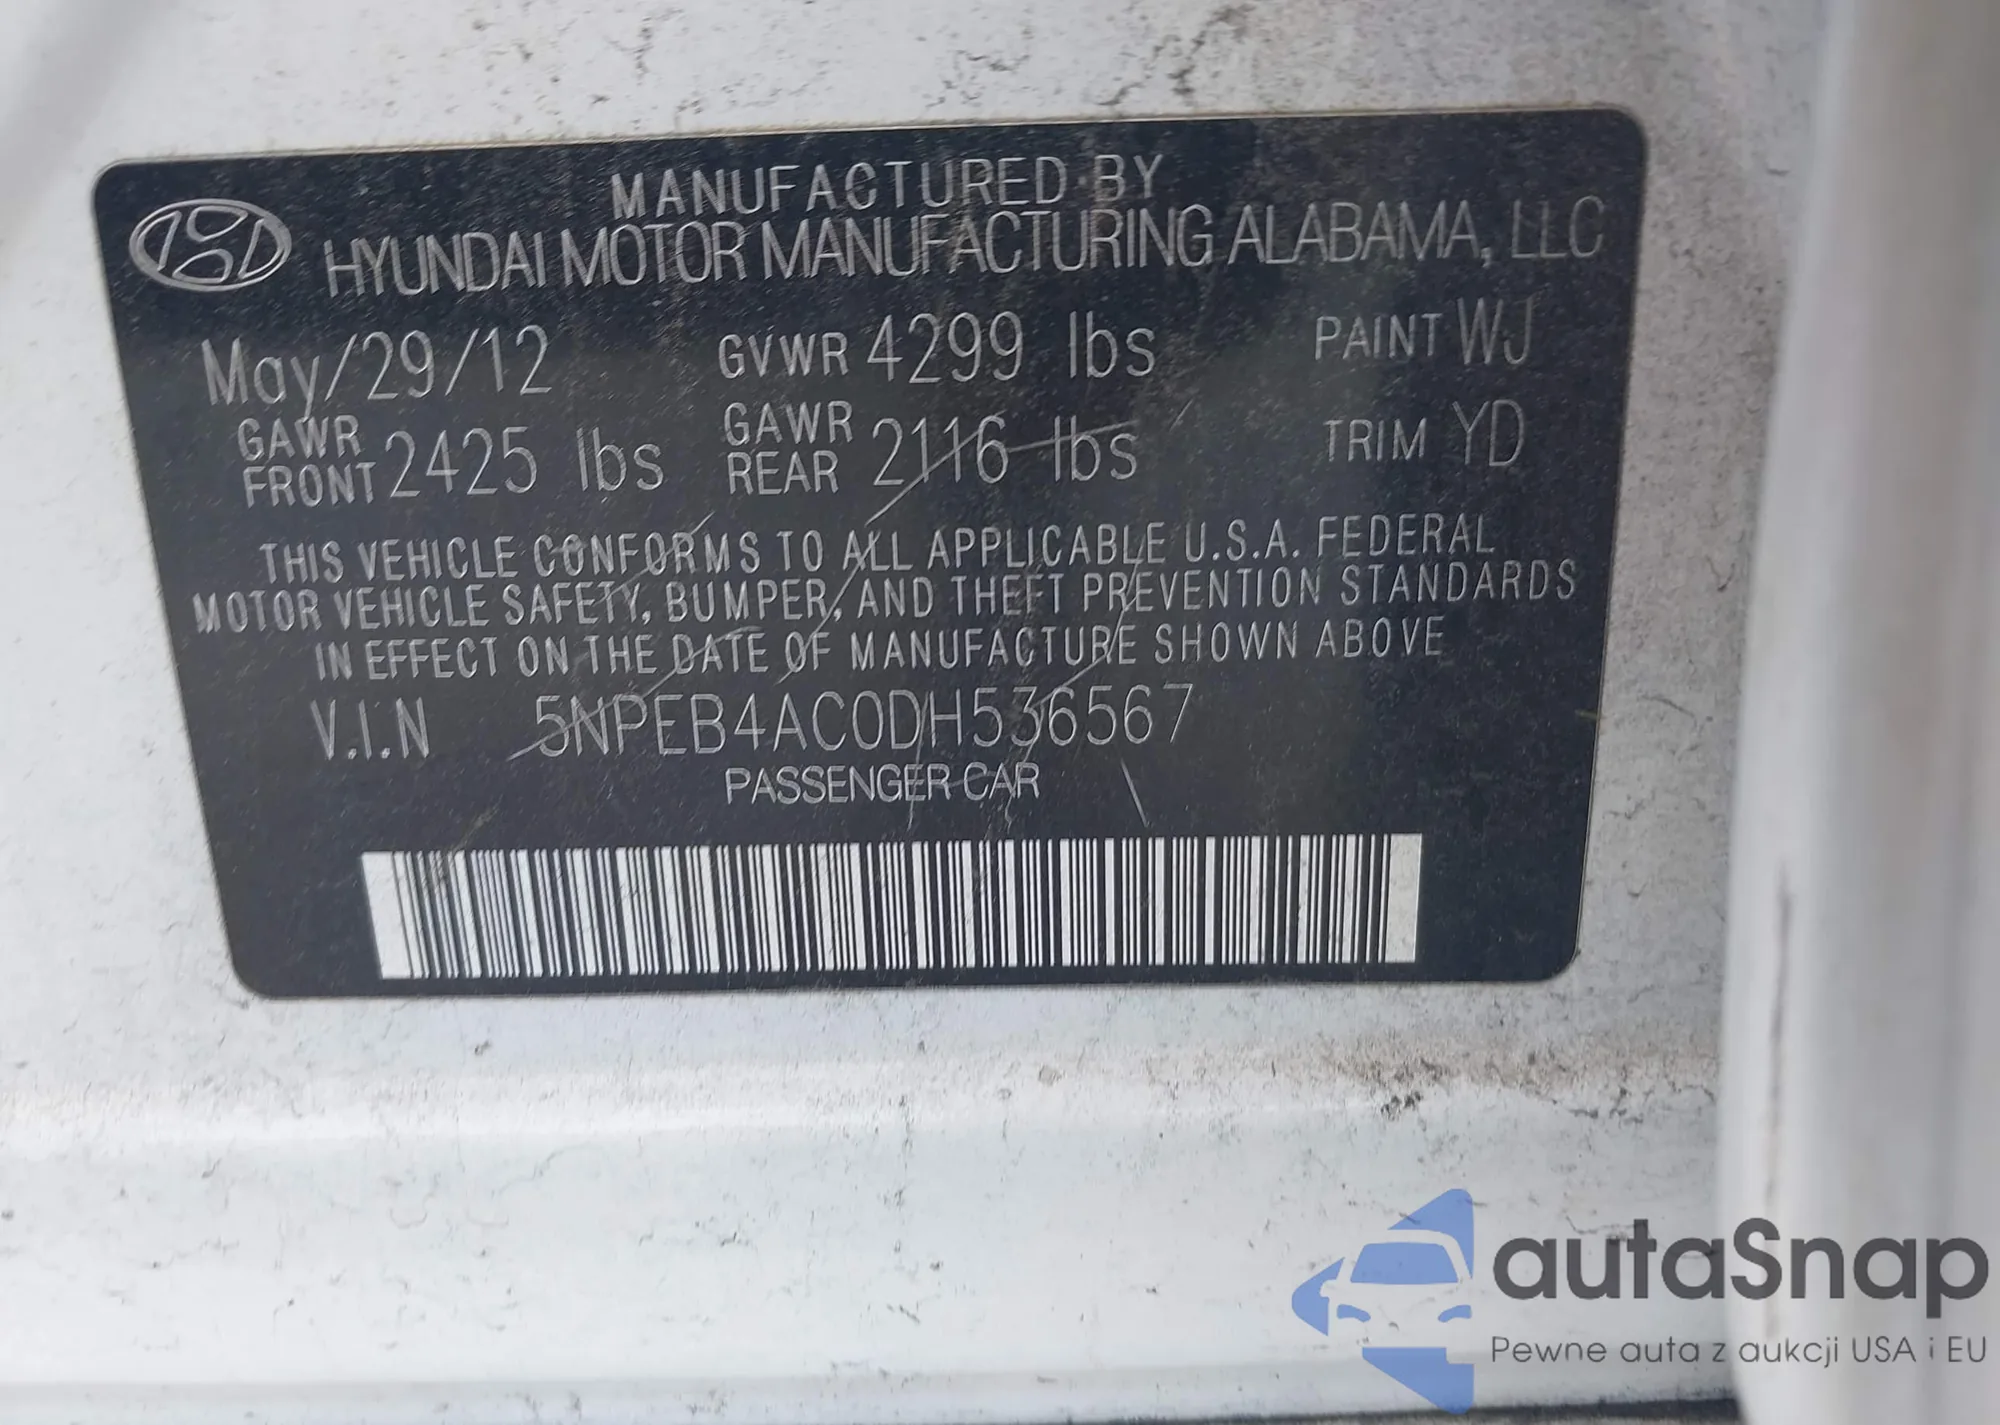 MANUFACTURED BY
HYUNDAI MOTOR MANUFACTURING ALABAMA, LLC
May/29/12 GVWR 4299 lbs PAINT WJ
GAWR FRONT 2425 lbs GAWR REAR 2116 lbs TRIM YD
THIS VEHICLE CONFORMS TO ALL APPLICABLE U.S.A. FEDERAL
MOTOR VEHICLE SAFETY, BUMPER, AND THEFT PREVENTION STANDARDS
IN EFFECT ON THE DATE OF MANUFACTURE SHOWN ABOVE
V.I.N 5NPEB4AC0DH536567
PASSENGER CAR
autaSnap
Pewne auta z aukcji USA i EU